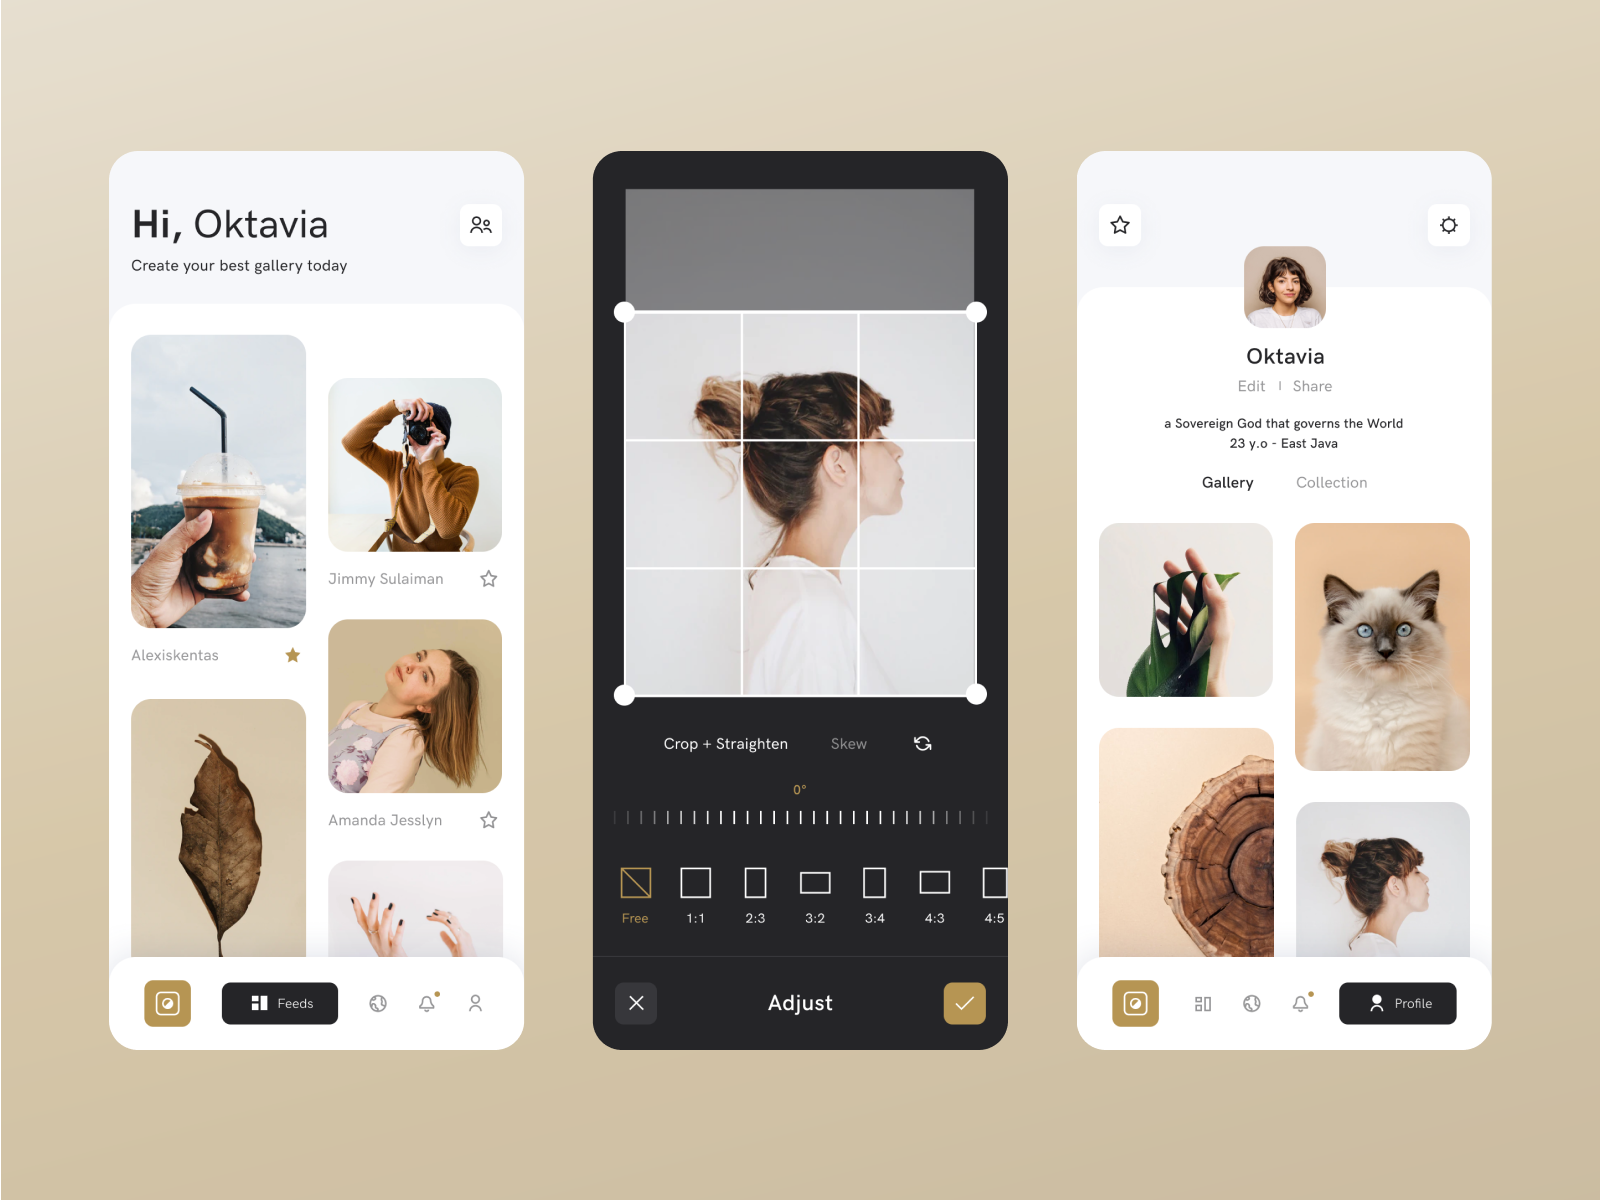 Hi, Oktavia
Create your best gallery today
Jimmy Sulaiman
Alexiskentas
Amanda Jesslyn
Feeds
Crop + Straighten
Skew
0°
Free
1:1
2:3
3:2
3:4
4:3
4:5
Adjust
Oktavia
Edit
Share
a Sovereign God that governs the World
23 y.o - East Java
Gallery
Collection
Profile